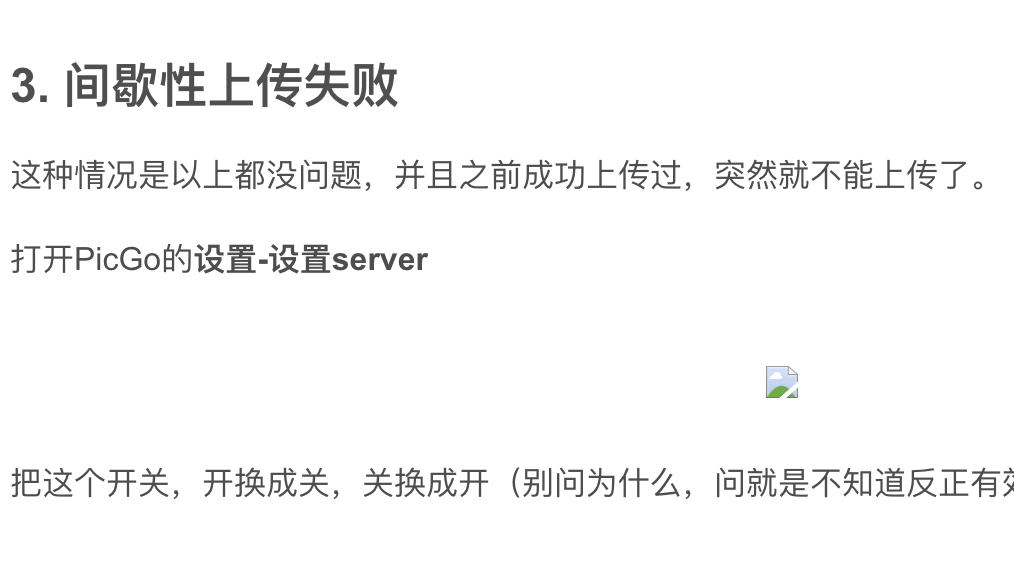 3. 间歇性上传失败
这种情况是以上都没问题，并且之前成功上传过，突然就不能上传了。
打开PicGo的设置-设置server
把这个开关，开换成关，关换成开（别问为什么，问就是不知道反正有